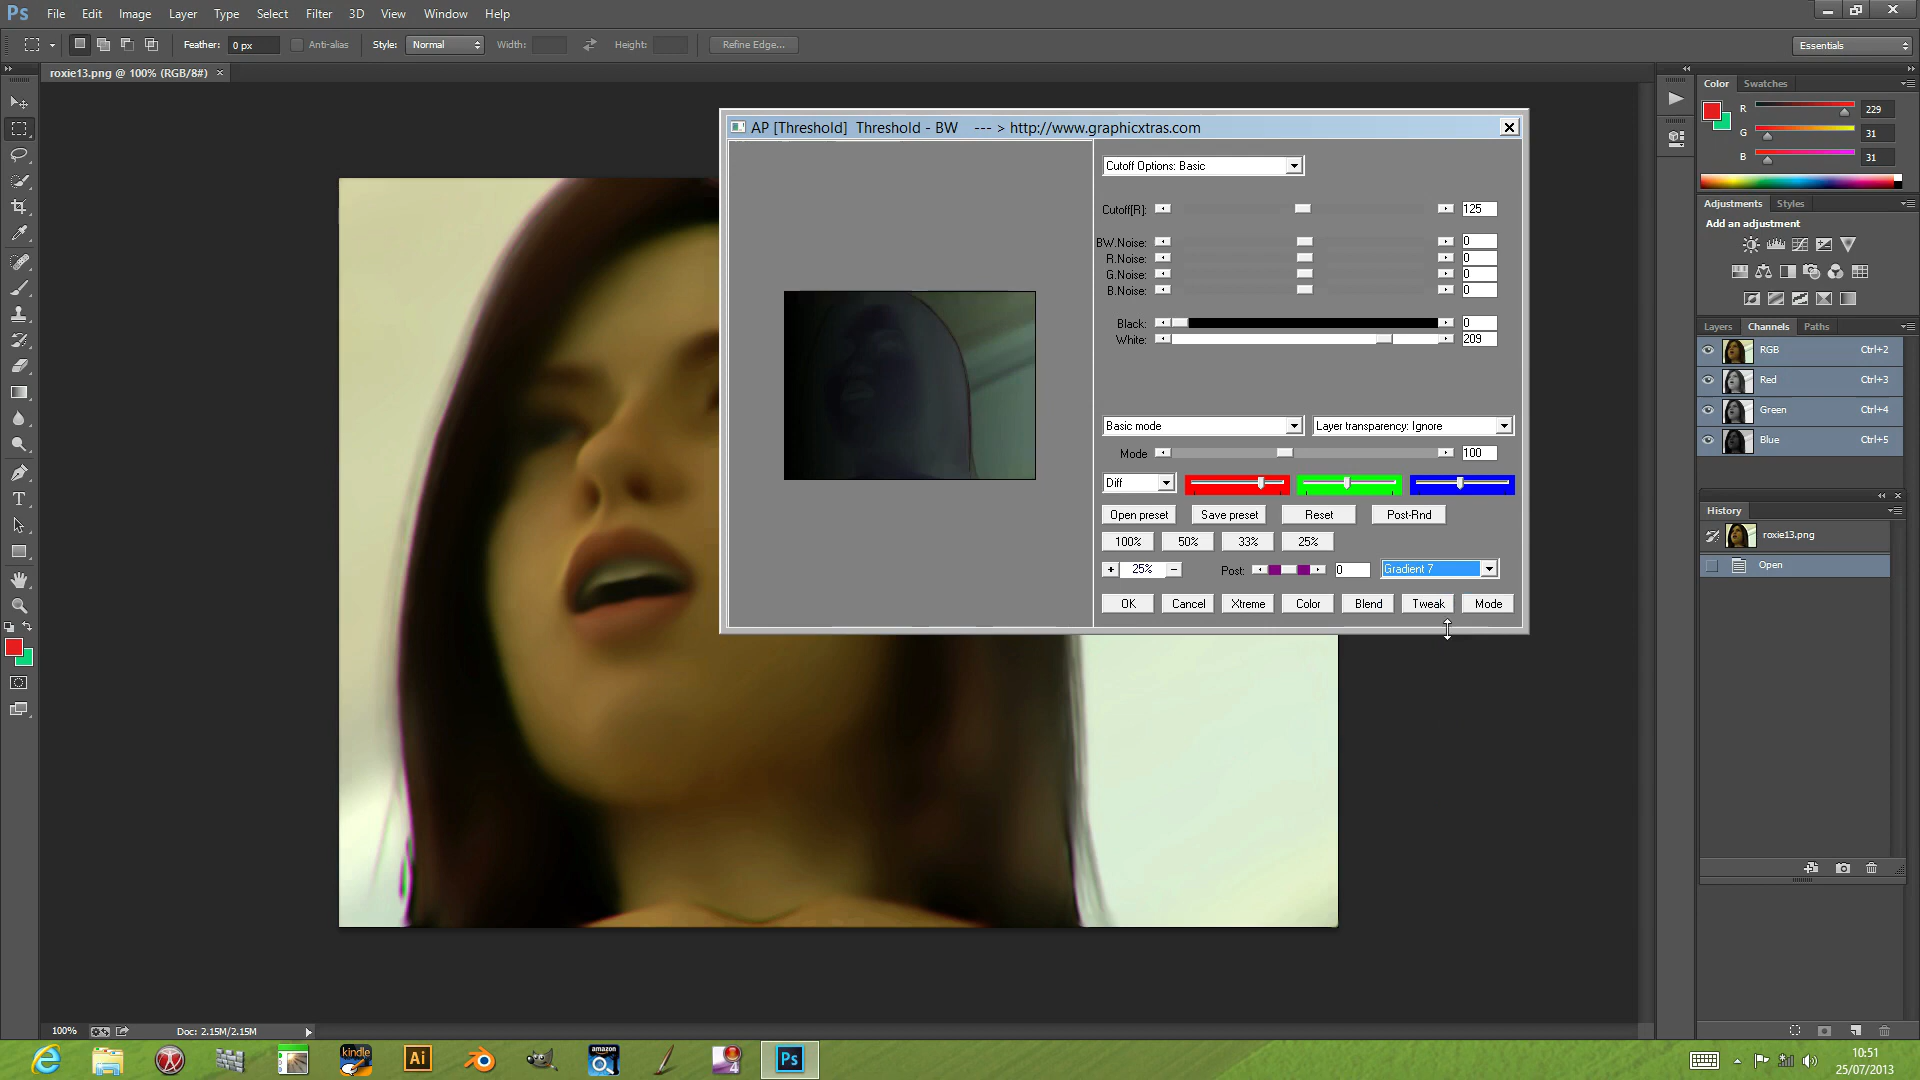 Ps File Edit Image Layer Type Select Filter 3D View Window Help
Feather: 0 px Anti-alias Style: Normal Width: Height: Refine Edge... Essentials
roxie13.png @ 100% (RGB/8#) ×
Color Swatches
R 229
G 31
B 31
Adjustments Styles
Add an adjustment
Layers Channels Paths
RGB Ctrl+2
Red Ctrl+3
Green Ctrl+4
Blue Ctrl+5
History
roxie13.png
Open
AP [Threshold] Threshold - BW --- > http://www.graphicxtras.com
Cutoff Options: Basic
Cutoff[R]: 125
BW.Noise: 0
R.Noise: 0
G.Noise: 0
B.Noise: 0
Black: 0
White: 209
Basic mode Layer transparency: Ignore
Mode 100
Diff
Open preset Save preset Reset Post-Rnd
100% 50% 33% 25%
+ 25% − Post: 0 Gradient 7
OK Cancel Xtreme Color Blend Tweak Mode
100% Doc: 2.15M/2.15M
kindle Ai amazon 4 Ps
10:51
25/07/2013